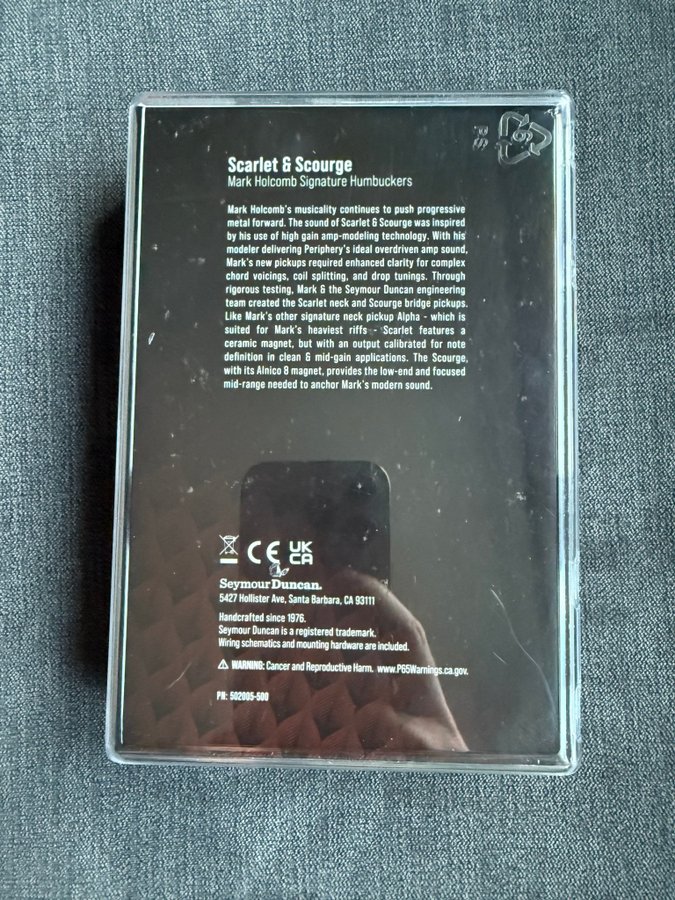 PS
6
Scarlet & Scourge
Mark Holcomb Signature Humbuckers
Mark Holcomb's musicality continues to push progressive
metal forward. The sound of Scarlet & Scourge was inspired
by his use of high gain amp-modeling technology. With his
modeler delivering Periphery's ideal overdriven amp sound,
Mark's new pickups required enhanced clarity for complex
chord voicings, coil splitting, and drop tunings. Through
rigorous testing, Mark & the Seymour Duncan engineering
team created the Scarlet neck and Scourge bridge pickups.
Like Mark's other signature neck pickup Alpha - which is
suited for Mark's heaviest riffs - Scarlet features a
ceramic magnet, but with an output calibrated for note
definition in clean & mid-gain applications. The Scourge,
with its Alnico 8 magnet, provides the low-end and focused
mid-range needed to anchor Mark's modern sound.
CE UK
CA
Seymour Duncan.
5427 Hollister Ave, Santa Barbara, CA 93111
Handcrafted since 1976.
Seymour Duncan is a registered trademark.
Wiring schematics and mounting hardware are included.
WARNING: Cancer and Reproductive Harm. www.P65Warnings.ca.gov.
PN: 502005-500